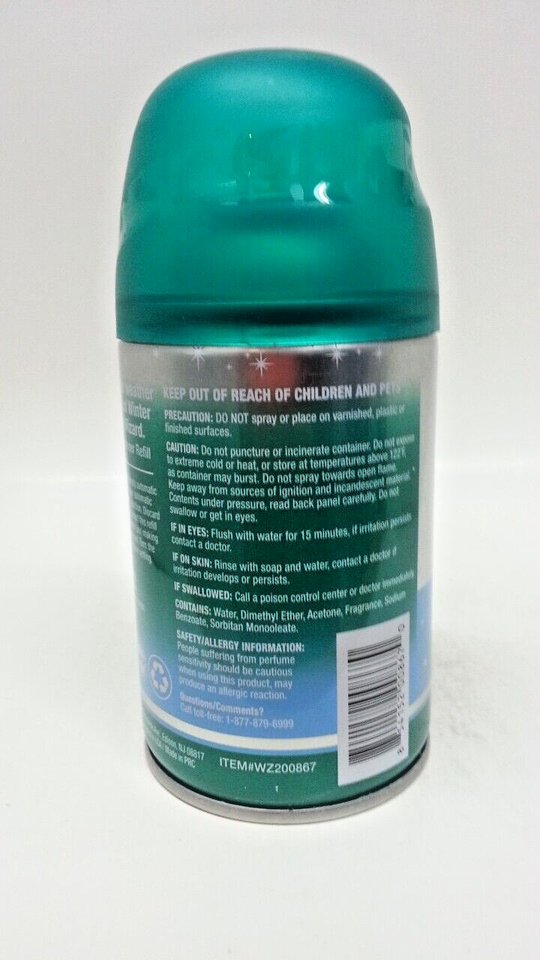 KEEP OUT OF REACH OF CHILDREN AND PETS
PRECAUTION: DO NOT spray or place on varnished, plastic or
finished surfaces.
CAUTION: Do not puncture or incinerate container. Do not expose
to extreme cold or heat, or store at temperatures above 122°F,
as container may burst. Do not spray towards open flame.
Keep away from sources of ignition and incandescent material.
Contents under pressure, read back panel carefully. Do not
swallow or get in eyes.
IF IN EYES: Flush with water for 15 minutes, if irritation persists
contact a doctor.
IF ON SKIN: Rinse with soap and water, contact a doctor if
irritation develops or persists.
IF SWALLOWED: Call a poison control center or doctor immediately.
CONTAINS: Water, Dimethyl Ether, Acetone, Fragrance, Sodium
Benzoate, Sorbitan Monooleate.
SAFETY/ALLERGY INFORMATION:
People suffering from perfume
sensitivity should be cautious
when using this product, may
produce an allergic reaction.
Questions/Comments?
Call toll-free: 1-877-879-6999
ITEM#WZ200867
Winter
Refill
Edison, NJ 08817
Made in PRC